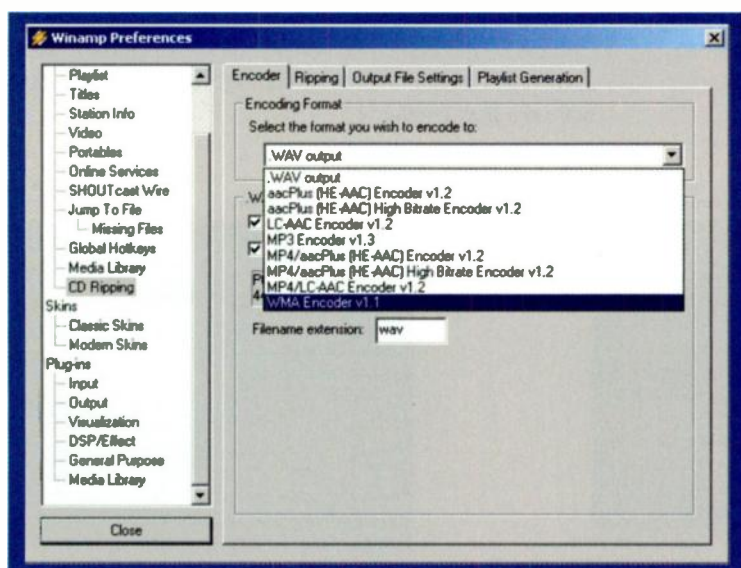 Winamp Preferences
Playlist
Titles
Station Info
Video
Portables
Online Services
SHOUTcast Wire
Jump To File
Missing Files
Global Hotkeys
Media Library
CD Ripping
Skins
Classic Skins
Modern Skins
Plug-ins
Input
Output
Visualization
DSP/Effect
General Purpose
Media Library
Close
Encoder
Ripping
Output File Settings
Playlist Generation
Encoding Format
Select the format you wish to encode to:
.WAV output
.WAV output
aacPlus (HE-AAC) Encoder v1.2
aacPlus (HE-AAC) High Bitrate Encoder v1.2
LC-AAC Encoder v1.2
MP3 Encoder v1.3
MP4/aacPlus (HE-AAC) Encoder v1.2
MP4/aacPlus (HE-AAC) High Bitrate Encoder v1.2
MP4/LC-AAC Encoder v1.2
WMA Encoder v1.1
Filename extension:
wav